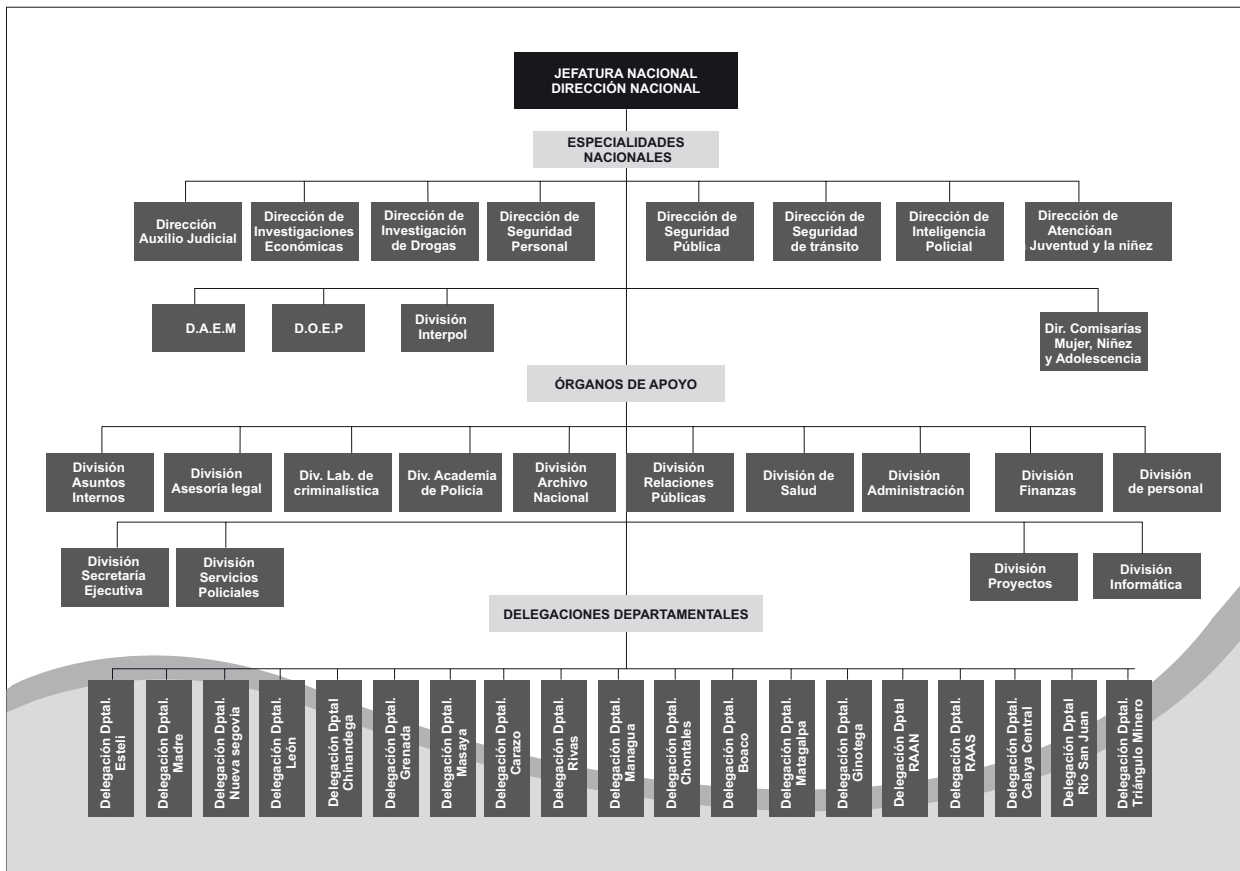 JEFATURA NACIONAL
DIRECCIÓN NACIONAL
ESPECIALIDADES
NACIONALES
Dirección
Auxilio Judicial
Dirección de
Investigaciones
Económicas
Dirección de
Investigación
de Drogas
Dirección de
Seguridad
Personal
Dirección de
Seguridad
Pública
Dirección de
Seguridad
de tránsito
Dirección de
Inteligencia
Policial
Dirección de
Atencióan
Juventud y la niñez
D.A.E.M
D.O.E.P
División
Interpol
Dir. Comisarías
Mujer, Niñez
y Adolescencia
ÓRGANOS DE APOYO
División
Asuntos
Internos
División
Asesoría legal
Div. Lab. de
criminalística
Div. Academia
de Policía
División
Archivo
Nacional
División
Relaciones
Públicas
División de
Salud
División
Administración
División
Finanzas
División
de personal
División
Secretaría
Ejecutiva
División
Servicios
Policiales
División
Proyectos
División
Informática
DELEGACIONES DEPARTAMENTALES
Delegación Dptal.
Estelí
Delegación Dptal.
Madre
Delegación Dptal.
Nueva segovia
Delegación Dptal.
León
Delegación Dptal
Chinandega
Delegación Dptal.
Grenada
Delegación Dptal.
Masaya
Delegación Dptal.
Carazo
Delegación Dptal.
Rivas
Delegación Dptal.
Managua
Delegación Dptal.
Chontales
Delegación Dptal.
Boaco
Delegación Dptal.
Matagalpa
Delegación Dptal.
Ginotega
Delegación Dptal
RAAN
Delegación Dptal.
RAAS
Delegación Dptal.
Celaya Central
Delegación Dptal
Río San Juan
Delegación Dptal.
Triángulo Minero